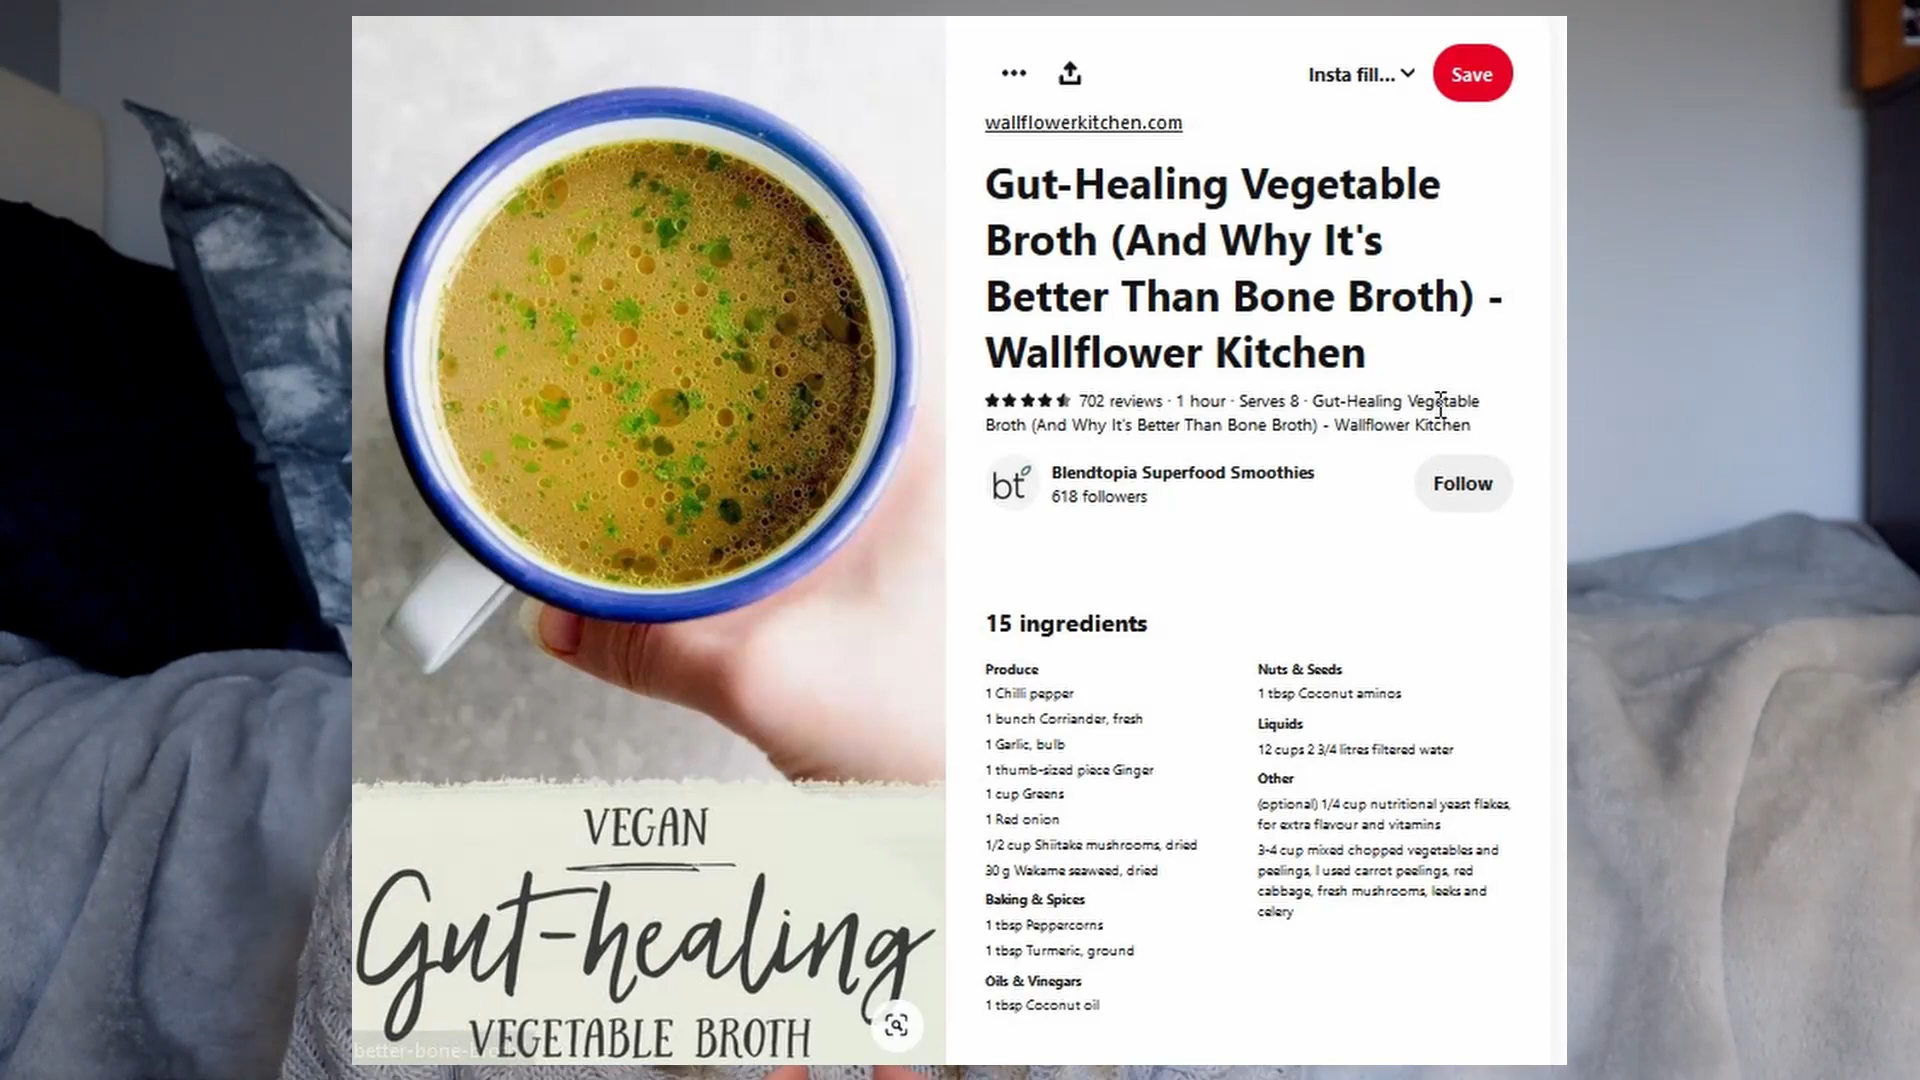 Insta fill...
Save
wallflowerkitchen.com
Gut-Healing Vegetable
Broth (And Why It's
Better Than Bone Broth) -
Wallflower Kitchen
702 reviews · 1 hour · Serves 8 · Gut-Healing Vegetable
Broth (And Why It's Better Than Bone Broth) - Wallflower Kitchen
bt
Blendtopia Superfood Smoothies
618 followers
Follow
15 ingredients
Produce
1 Chilli pepper
1 bunch Corriander, fresh
1 Garlic, bulb
1 thumb-sized piece Ginger
1 cup Greens
1 Red onion
1/2 cup Shiitake mushrooms, dried
30 g Wakame seaweed, dried
Baking & Spices
1 tbsp Peppercorns
1 tbsp Turmeric, ground
Oils & Vinegars
1 tbsp Coconut oil
Nuts & Seeds
1 tbsp Coconut aminos
Liquids
12 cups 2 3/4 litres filtered water
Other
(optional) 1/4 cup nutritional yeast flakes,
for extra flavour and vitamins
3-4 cup mixed chopped vegetables and
peelings, I used carrot peelings, red
cabbage, fresh mushrooms, leeks and
celery
VEGAN
Gut-healing
VEGETABLE BROTH
better-bone-